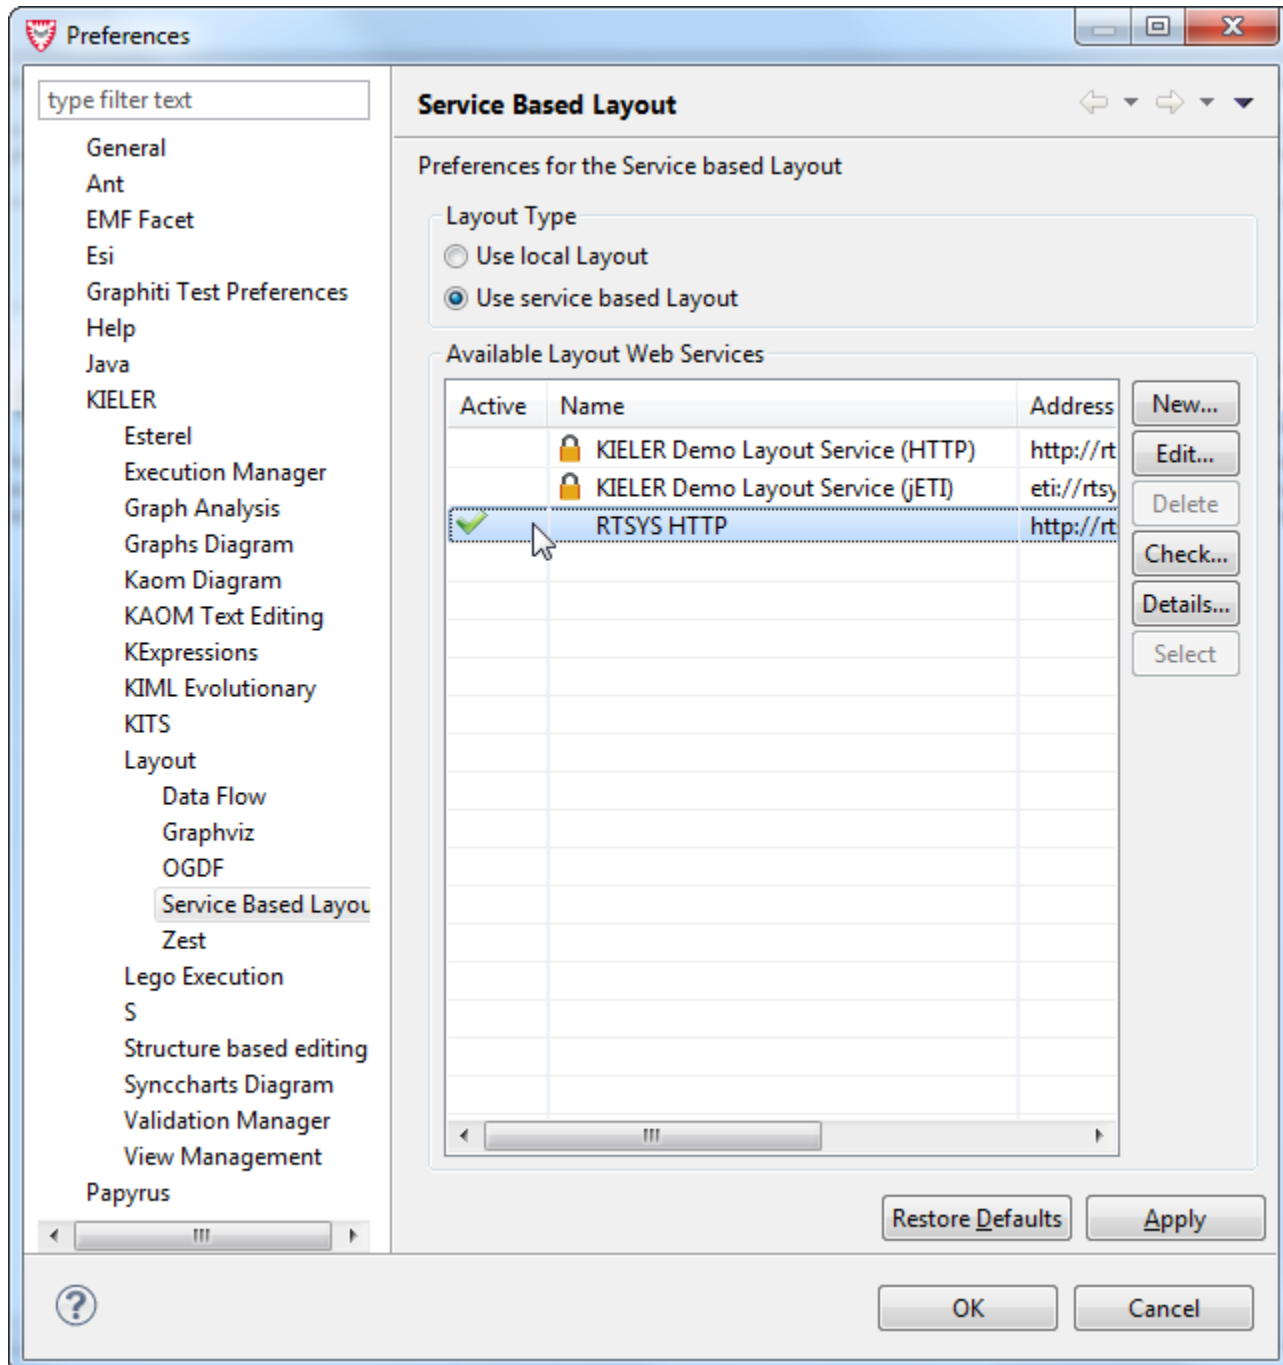 Preferences
type filter text
General
Ant
EMF Facet
Esi
Graphiti Test Preferences
Help
Java
KIELER
Esterel
Execution Manager
Graph Analysis
Graphs Diagram
Kaom Diagram
KAOM Text Editing
KExpressions
KIML Evolutionary
KITS
Layout
Data Flow
Graphviz
OGDF
Service Based Layou
Zest
Lego Execution
S
Structure based editing
Synccharts Diagram
Validation Manager
View Management
Papyrus
Service Based Layout
Preferences for the Service based Layout
Layout Type
Use local Layout
Use service based Layout
Available Layout Web Services
Active Name Address
KIELER Demo Layout Service (HTTP) http://rt
KIELER Demo Layout Service (jETI) eti://rtsy
RTSYS HTTP http://rt
New...
Edit...
Delete
Check...
Details...
Select
Restore Defaults Apply
OK Cancel